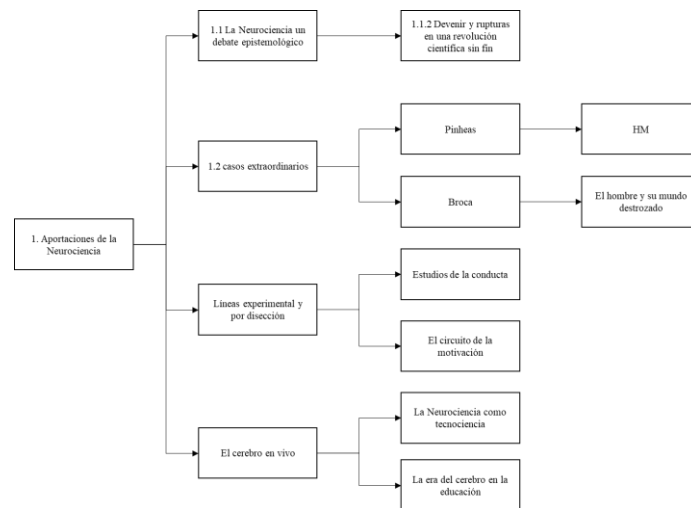 1.1 La Neurociencia un
debate epistemológico
1.1.2 Devenir y rupturas
en una revolución
científica sin fin
Pinheas
HM
1.2 casos extraordinarios
Broca
El hombre y su mundo
destrozado
1. Aportaciones de la
Neurociencia
Estudios de la conducta
Líneas experimental y
por disección
El circuito de la
motivación
La Neurociencia como
tecnociencia
El cerebro en vivo
La era del cerebro en la
educación